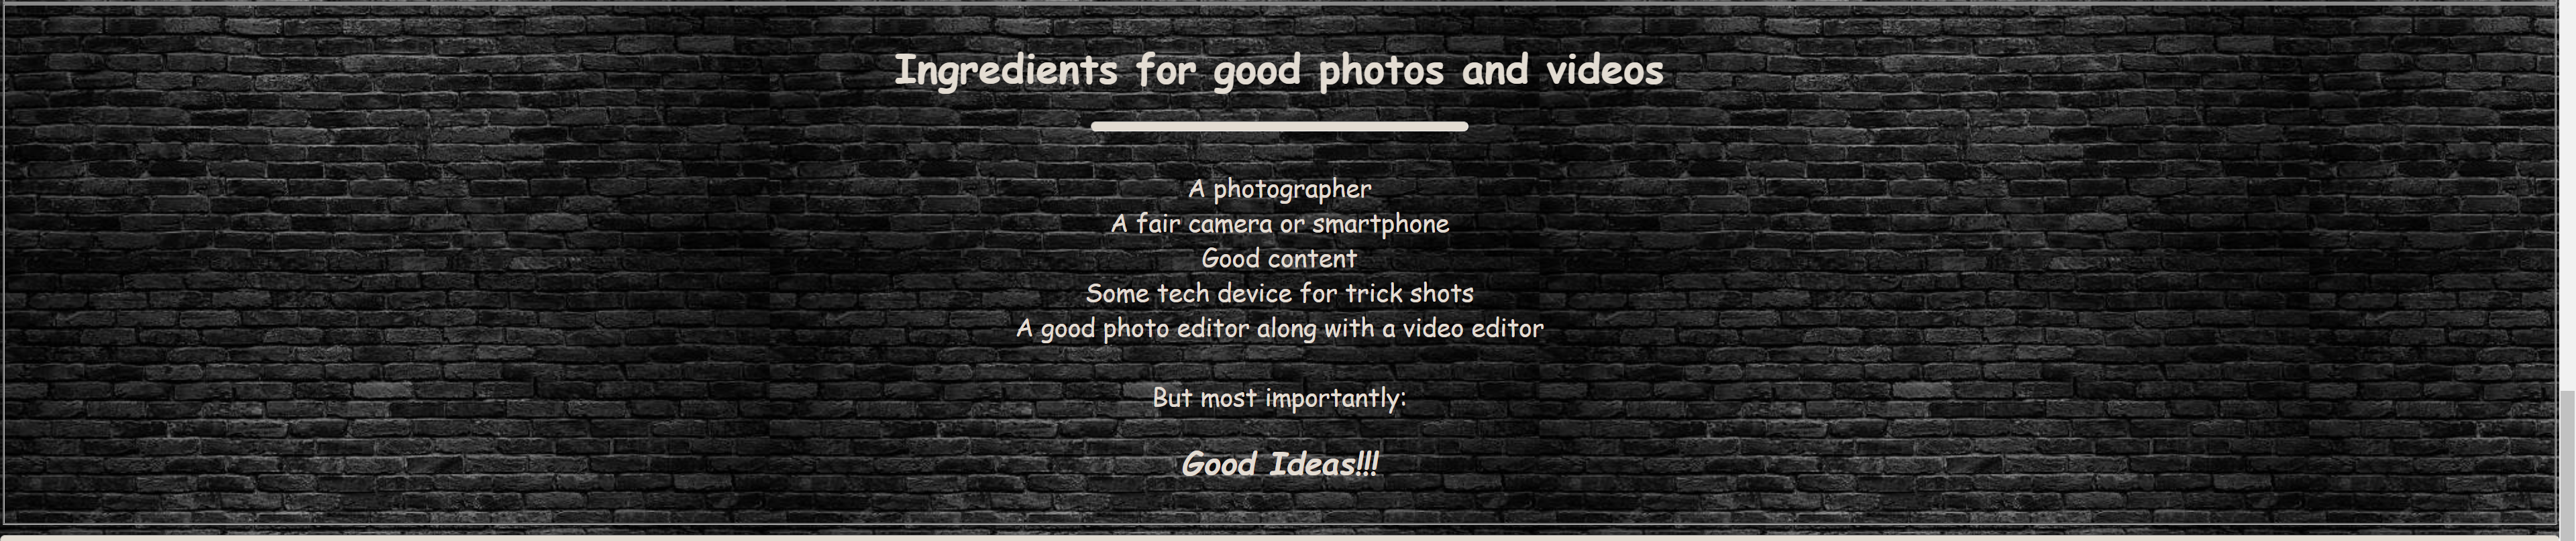 Ingredients for good photos and videos
A photographer
A fair camera or smartphone
Good content
Some tech device for trick shots
A good photo editor along with a video editor
But most importantly:
Good Ideas!!!